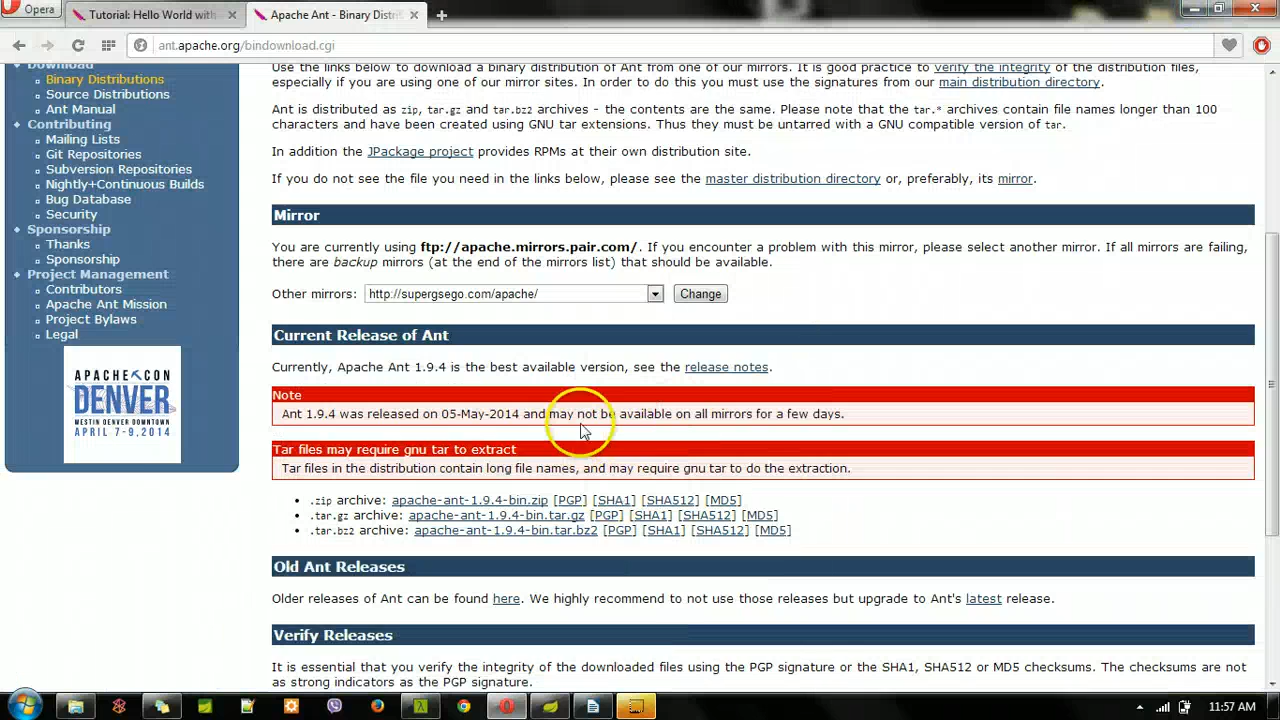 Opera
Tutorial: Hello World with
Apache Ant - Binary Distri
ant.apache.org/bindownload.cgi
Download
Binary Distributions
Source Distributions
Ant Manual
Contributing
Mailing Lists
Git Repositories
Subversion Repositories
Nightly+Continuous Builds
Bug Database
Security
Sponsorship
Thanks
Sponsorship
Project Management
Contributors
Apache Ant Mission
Project Bylaws
Legal
APACHE CON
DENVER
WESTIN DENVER DOWNTOWN
APRIL 7-9, 2014
Use the links below to download a binary distribution of Ant from one of our mirrors. It is good practice to verify the integrity of the distribution files,
especially if you are using one of our mirror sites. In order to do this you must use the signatures from our main distribution directory.
Ant is distributed as zip, tar.gz and tar.bz2 archives - the contents are the same. Please note that the tar.* archives contain file names longer than 100
characters and have been created using GNU tar extensions. Thus they must be untarred with a GNU compatible version of tar.
In addition the JPackage project provides RPMs at their own distribution site.
If you do not see the file you need in the links below, please see the master distribution directory or, preferably, its mirror.
Mirror
You are currently using ftp://apache.mirrors.pair.com/. If you encounter a problem with this mirror, please select another mirror. If all mirrors are failing,
there are backup mirrors (at the end of the mirrors list) that should be available.
Other mirrors: http://supergsego.com/apache/ Change
Current Release of Ant
Currently, Apache Ant 1.9.4 is the best available version, see the release notes.
Note
Ant 1.9.4 was released on 05-May-2014 and may not be available on all mirrors for a few days.
Tar files may require gnu tar to extract
Tar files in the distribution contain long file names, and may require gnu tar to do the extraction.
.zip archive: apache-ant-1.9.4-bin.zip [PGP] [SHA1] [SHA512] [MD5]
.tar.gz archive: apache-ant-1.9.4-bin.tar.gz [PGP] [SHA1] [SHA512] [MD5]
.tar.bz2 archive: apache-ant-1.9.4-bin.tar.bz2 [PGP] [SHA1] [SHA512] [MD5]
Old Ant Releases
Older releases of Ant can be found here. We highly recommend to not use those releases but upgrade to Ant's latest release.
Verify Releases
It is essential that you verify the integrity of the downloaded files using the PGP signature or the SHA1, SHA512 or MD5 checksums. The checksums are not
as strong indicators as the PGP signature.
11:57 AM